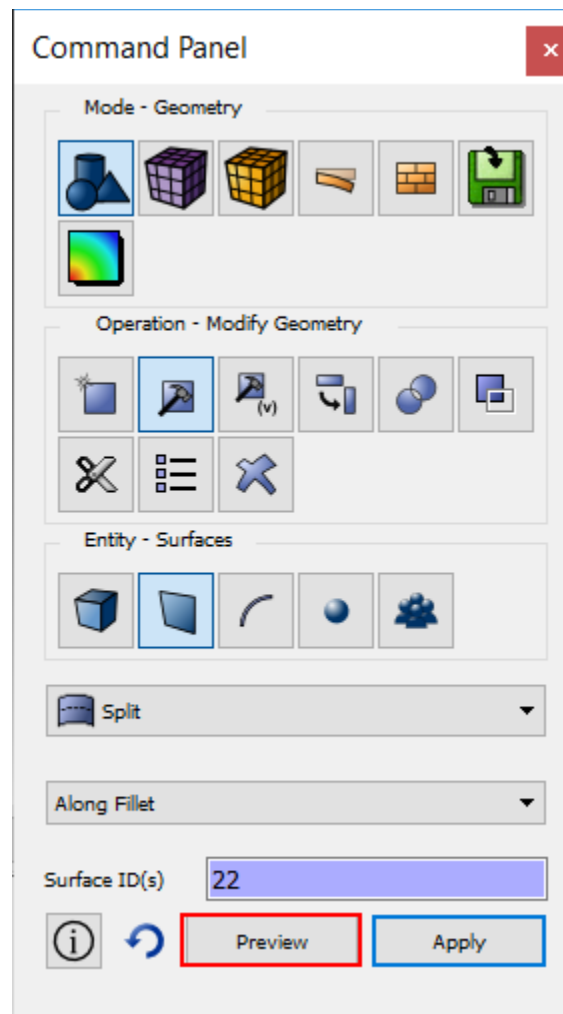 Command Panel
Mode - Geometry
Operation - Modify Geometry
(v)
Entity - Surfaces
Split
Along Fillet
Surface ID(s) 22
Preview Apply